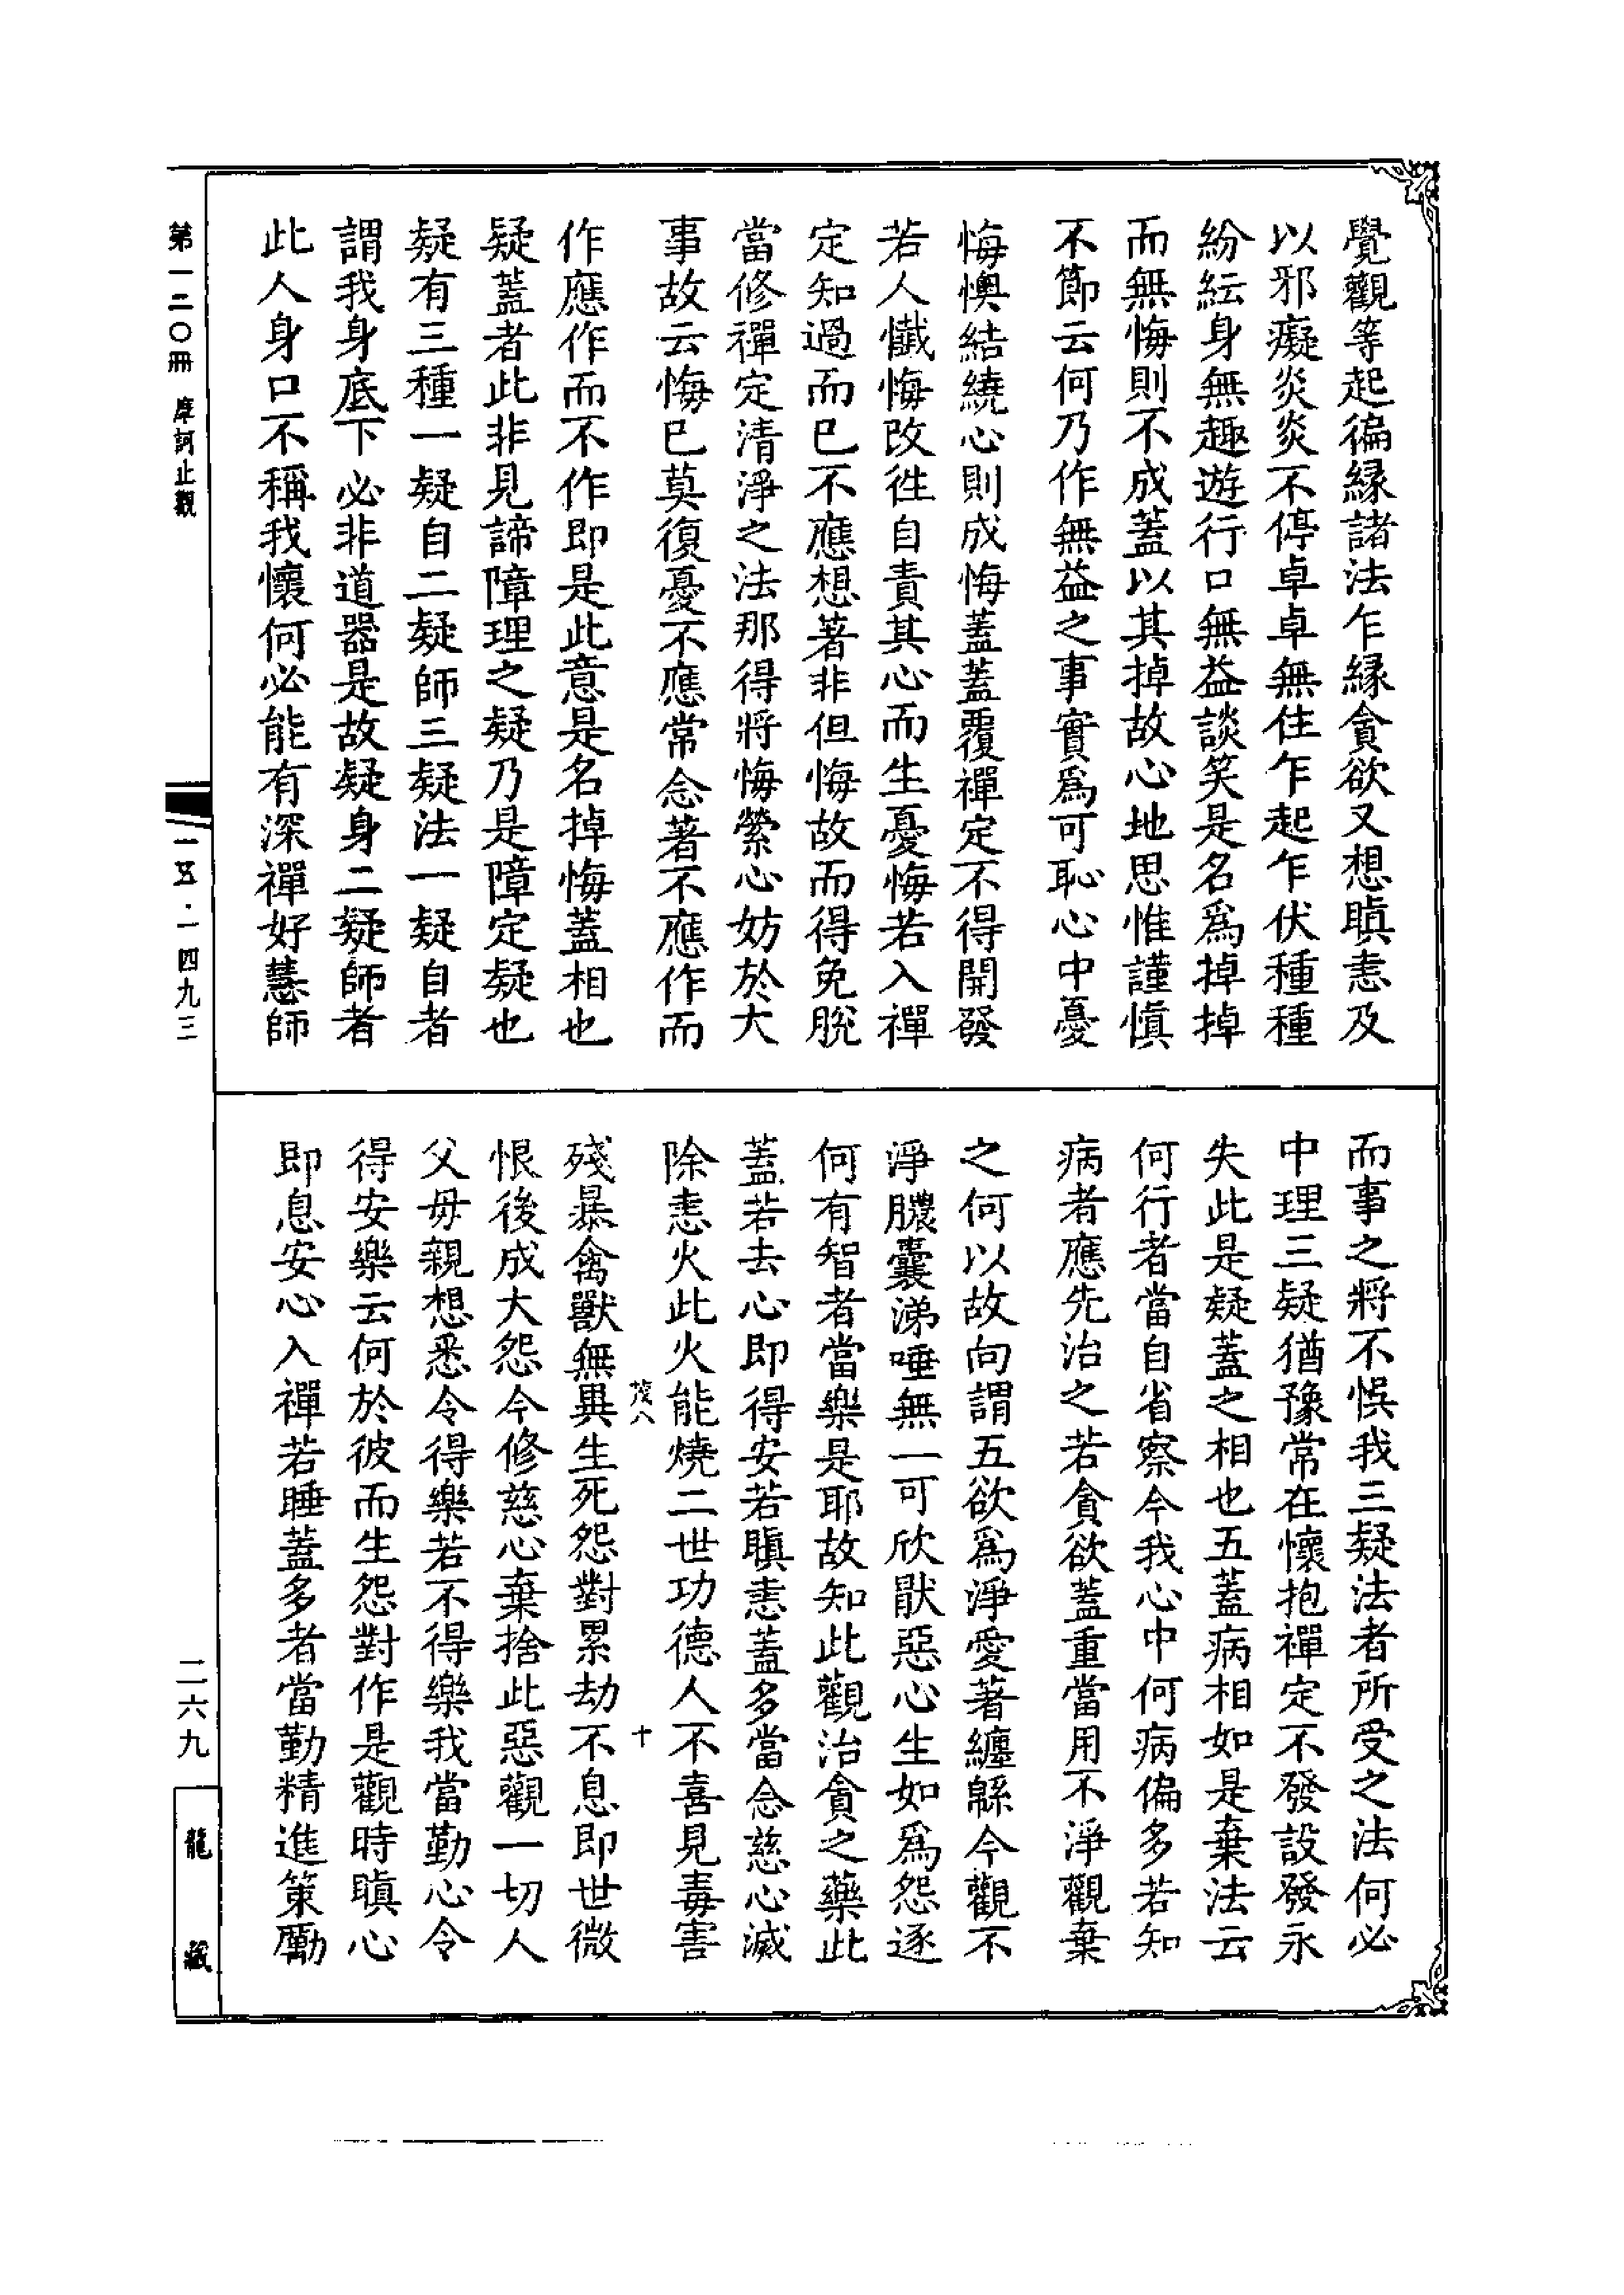 覺觀等起徧緣諸法乍緣貪欲又想瞋恚及
以邪癡炎炎不停卓卓無住乍起乍伏種種
紛紜身無趣遊行口無益談笑是名爲掉掉
而無悔則不成蓋以其掉故心地思惟謹慎
不節云何乃作無益之事實爲可恥心中憂
悔懊結繞心則成悔蓋蓋覆禪定不得開發
若人懺悔改徃自責其心而生憂悔若入禪
定知過而已不應想著非但悔故而得免脫
當修禪定清淨之法那得將悔縈心妨於大
事故云悔已莫復憂不應常念著不應作而
作應作而不作即是此意是名掉悔蓋相也
疑蓋者此非見諦障理之疑乃是障定疑也
疑有三種一疑自二疑師三疑法一疑自者
謂我身底下必非道器是故疑身二疑師者
此人身口不稱我懷何必能有深禪好慧師
而事之將不悞我三疑法者所受之法何必
中理三疑猶豫常在懷抱禪定不發設發永
失此是疑蓋之相也五蓋病相如是棄法云
何行者當自省察今我心中何病偏多若知
病者應先治之若貪欲蓋重當用不淨觀棄
之何以故向謂五欲爲淨愛著纏緜今觀不
淨膿囊涕唾無一可欣猒惡心生如爲怨逐
何有智者當樂是耶故知此觀治貪之藥此
蓋若去心即得安若瞋恚蓋多當念慈心滅
除恚火此火能燒二世功德人不喜見毒害
茂八 十
殘暴禽獸無異生死怨對累劫不息即世微
恨後成大怨今修慈心棄捨此惡觀一切人
父母親想悉令得樂若不得樂我當勤心令
得安樂云何於彼而生怨對作是觀時瞋心
即息安心入禪若睡蓋多者當勤精進策勵
第一二〇冊 摩訶止觀
一五·一四九三
二六九
龍藏